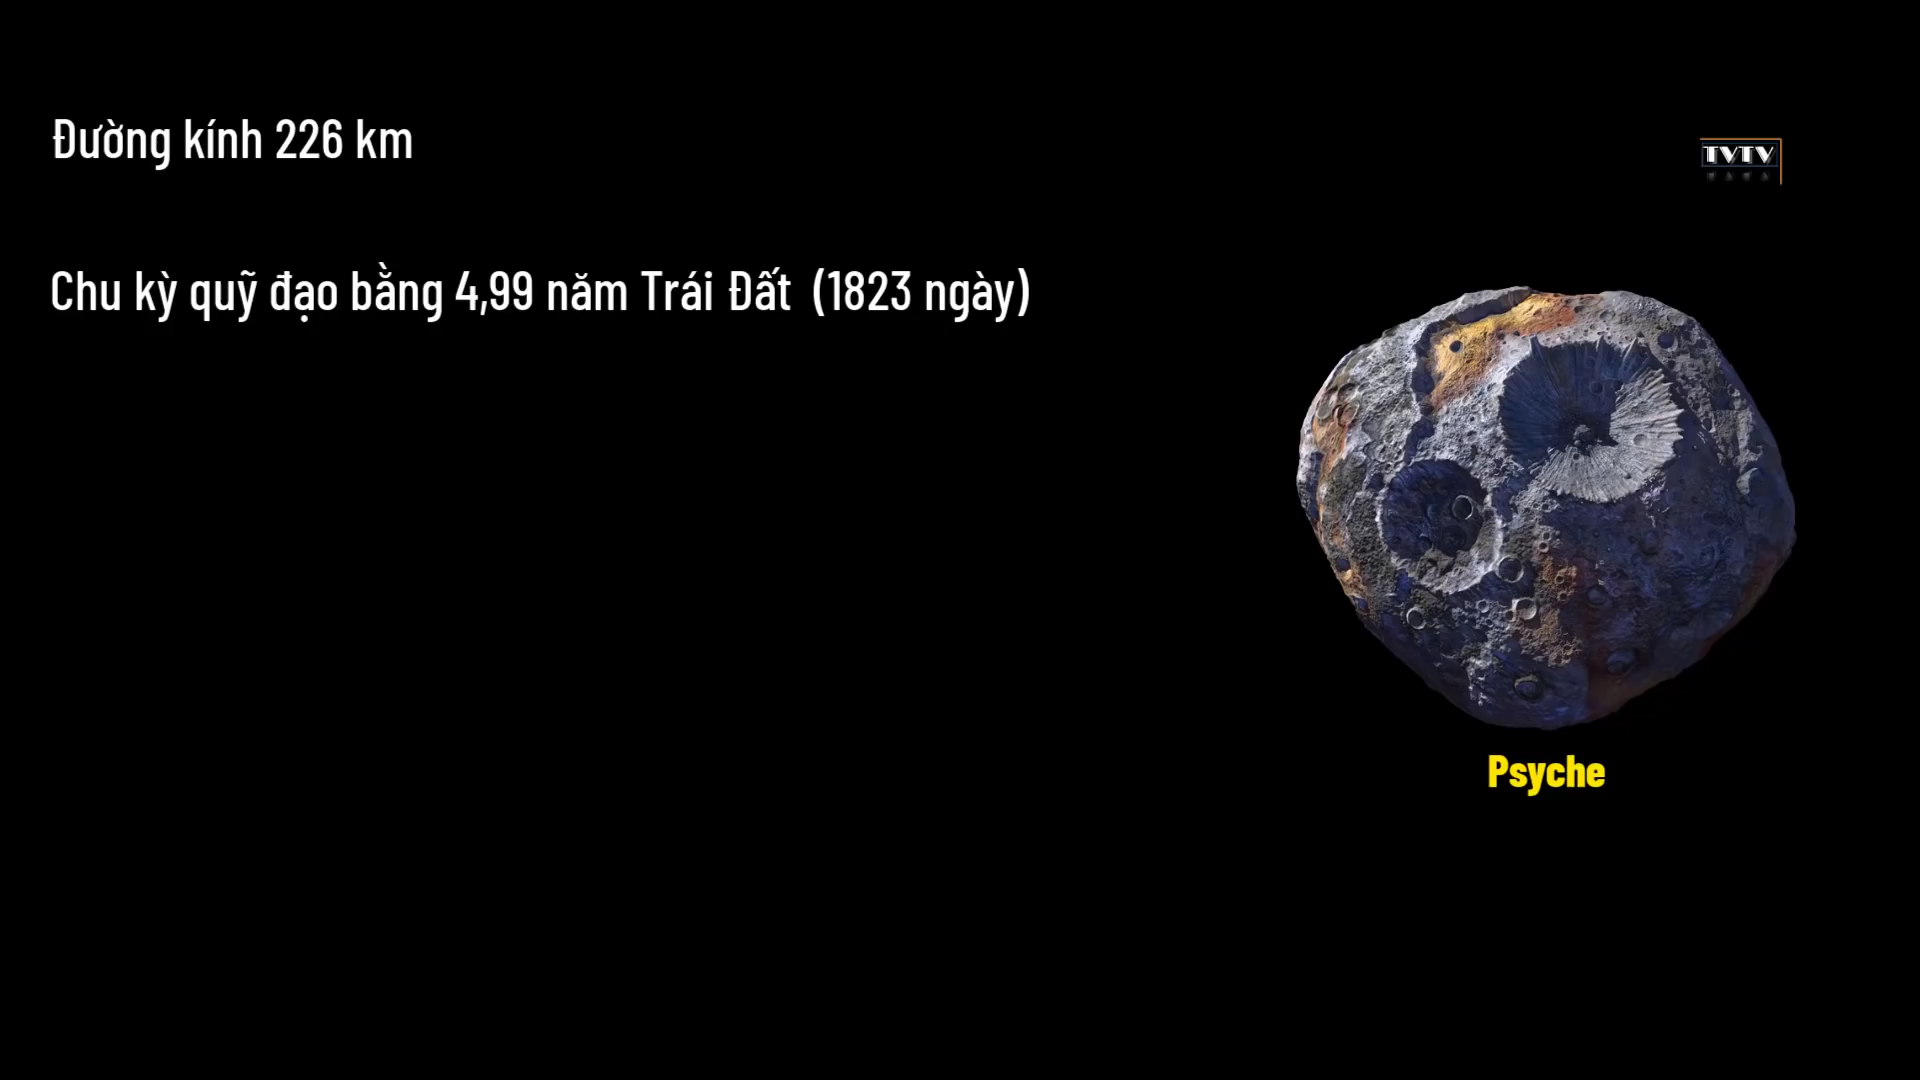 Đường kính 226 km
TVTV
Chu kỳ quỹ đạo bằng 4,99 năm Trái Đất (1823 ngày)
Psyche